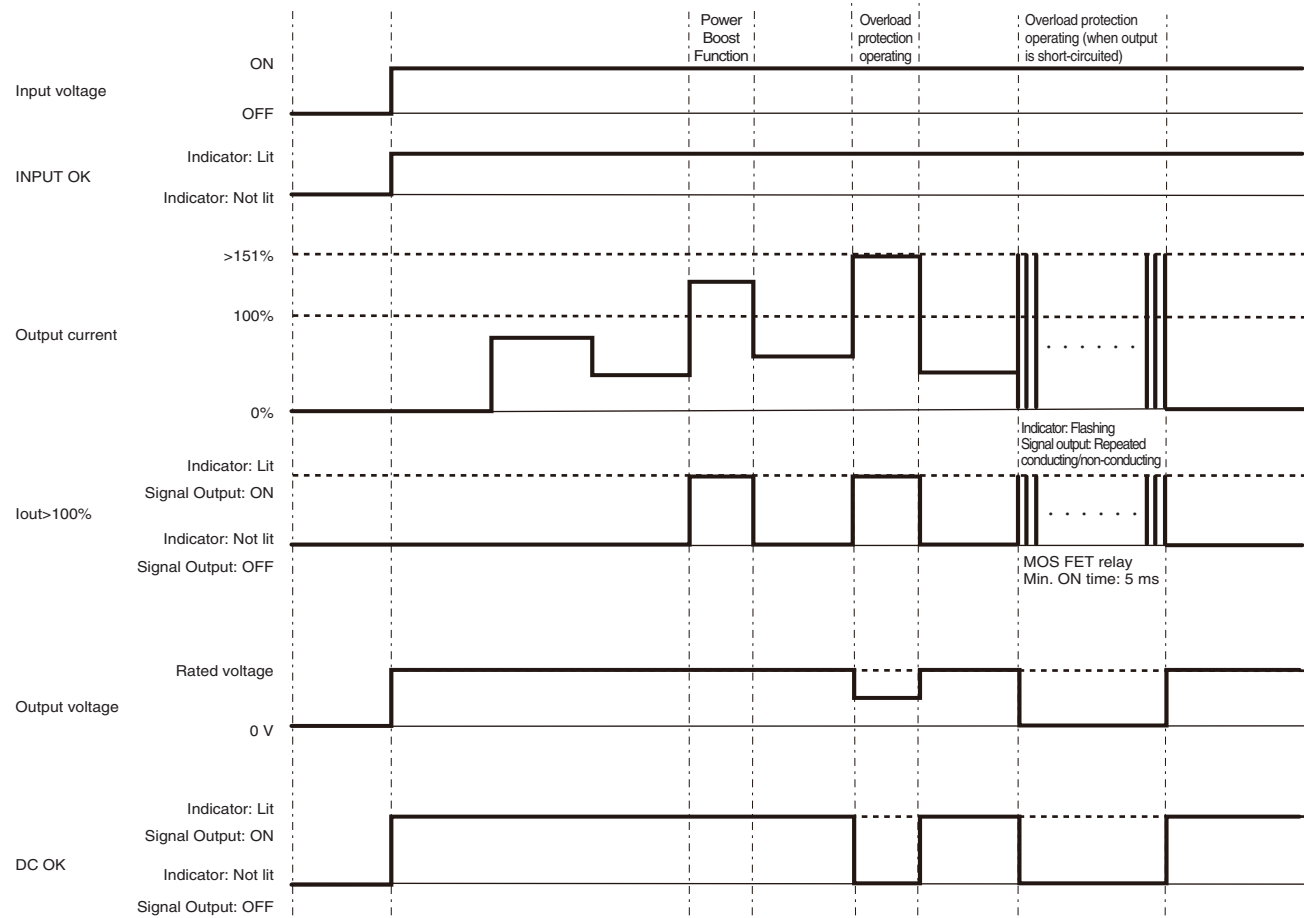 Power
Boost
Function
Overload
protection
operating
Overload protection
operating (when output
is short-circuited)
Input voltage
ON
OFF
INPUT OK
Indicator: Lit
Indicator: Not lit
Output current
>151%
100%
0%
Indicator: Flashing
Signal output: Repeated
conducting/non-conducting
Iout>100%
Indicator: Lit
Signal Output: ON
Indicator: Not lit
Signal Output: OFF
MOS FET relay
Min. ON time: 5 ms
Output voltage
Rated voltage
0 V
DC OK
Indicator: Lit
Signal Output: ON
Indicator: Not lit
Signal Output: OFF